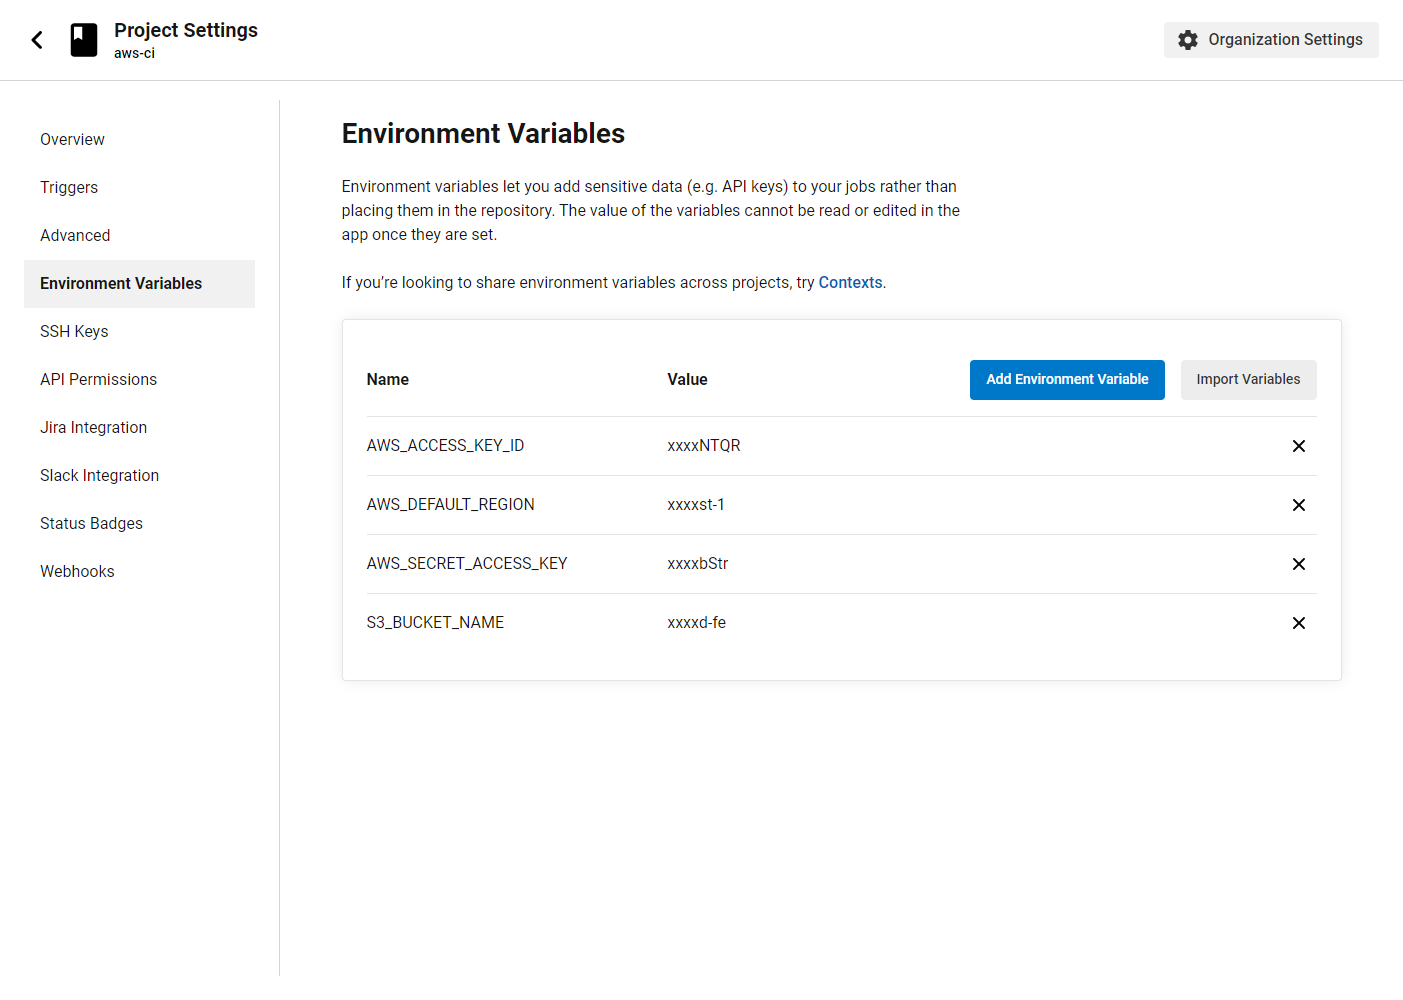 Project Settings
aws-ci
Organization Settings
Overview
Triggers
Advanced
Environment Variables
SSH Keys
API Permissions
Jira Integration
Slack Integration
Status Badges
Webhooks
Environment Variables
Environment variables let you add sensitive data (e.g. API keys) to your jobs rather than
placing them in the repository. The value of the variables cannot be read or edited in the
app once they are set.
If you’re looking to share environment variables across projects, try Contexts.
Name Value Add Environment Variable Import Variables
AWS_ACCESS_KEY_ID xxxxNTQR
AWS_DEFAULT_REGION xxxxst-1
AWS_SECRET_ACCESS_KEY xxxxbStr
S3_BUCKET_NAME xxxxd-fe